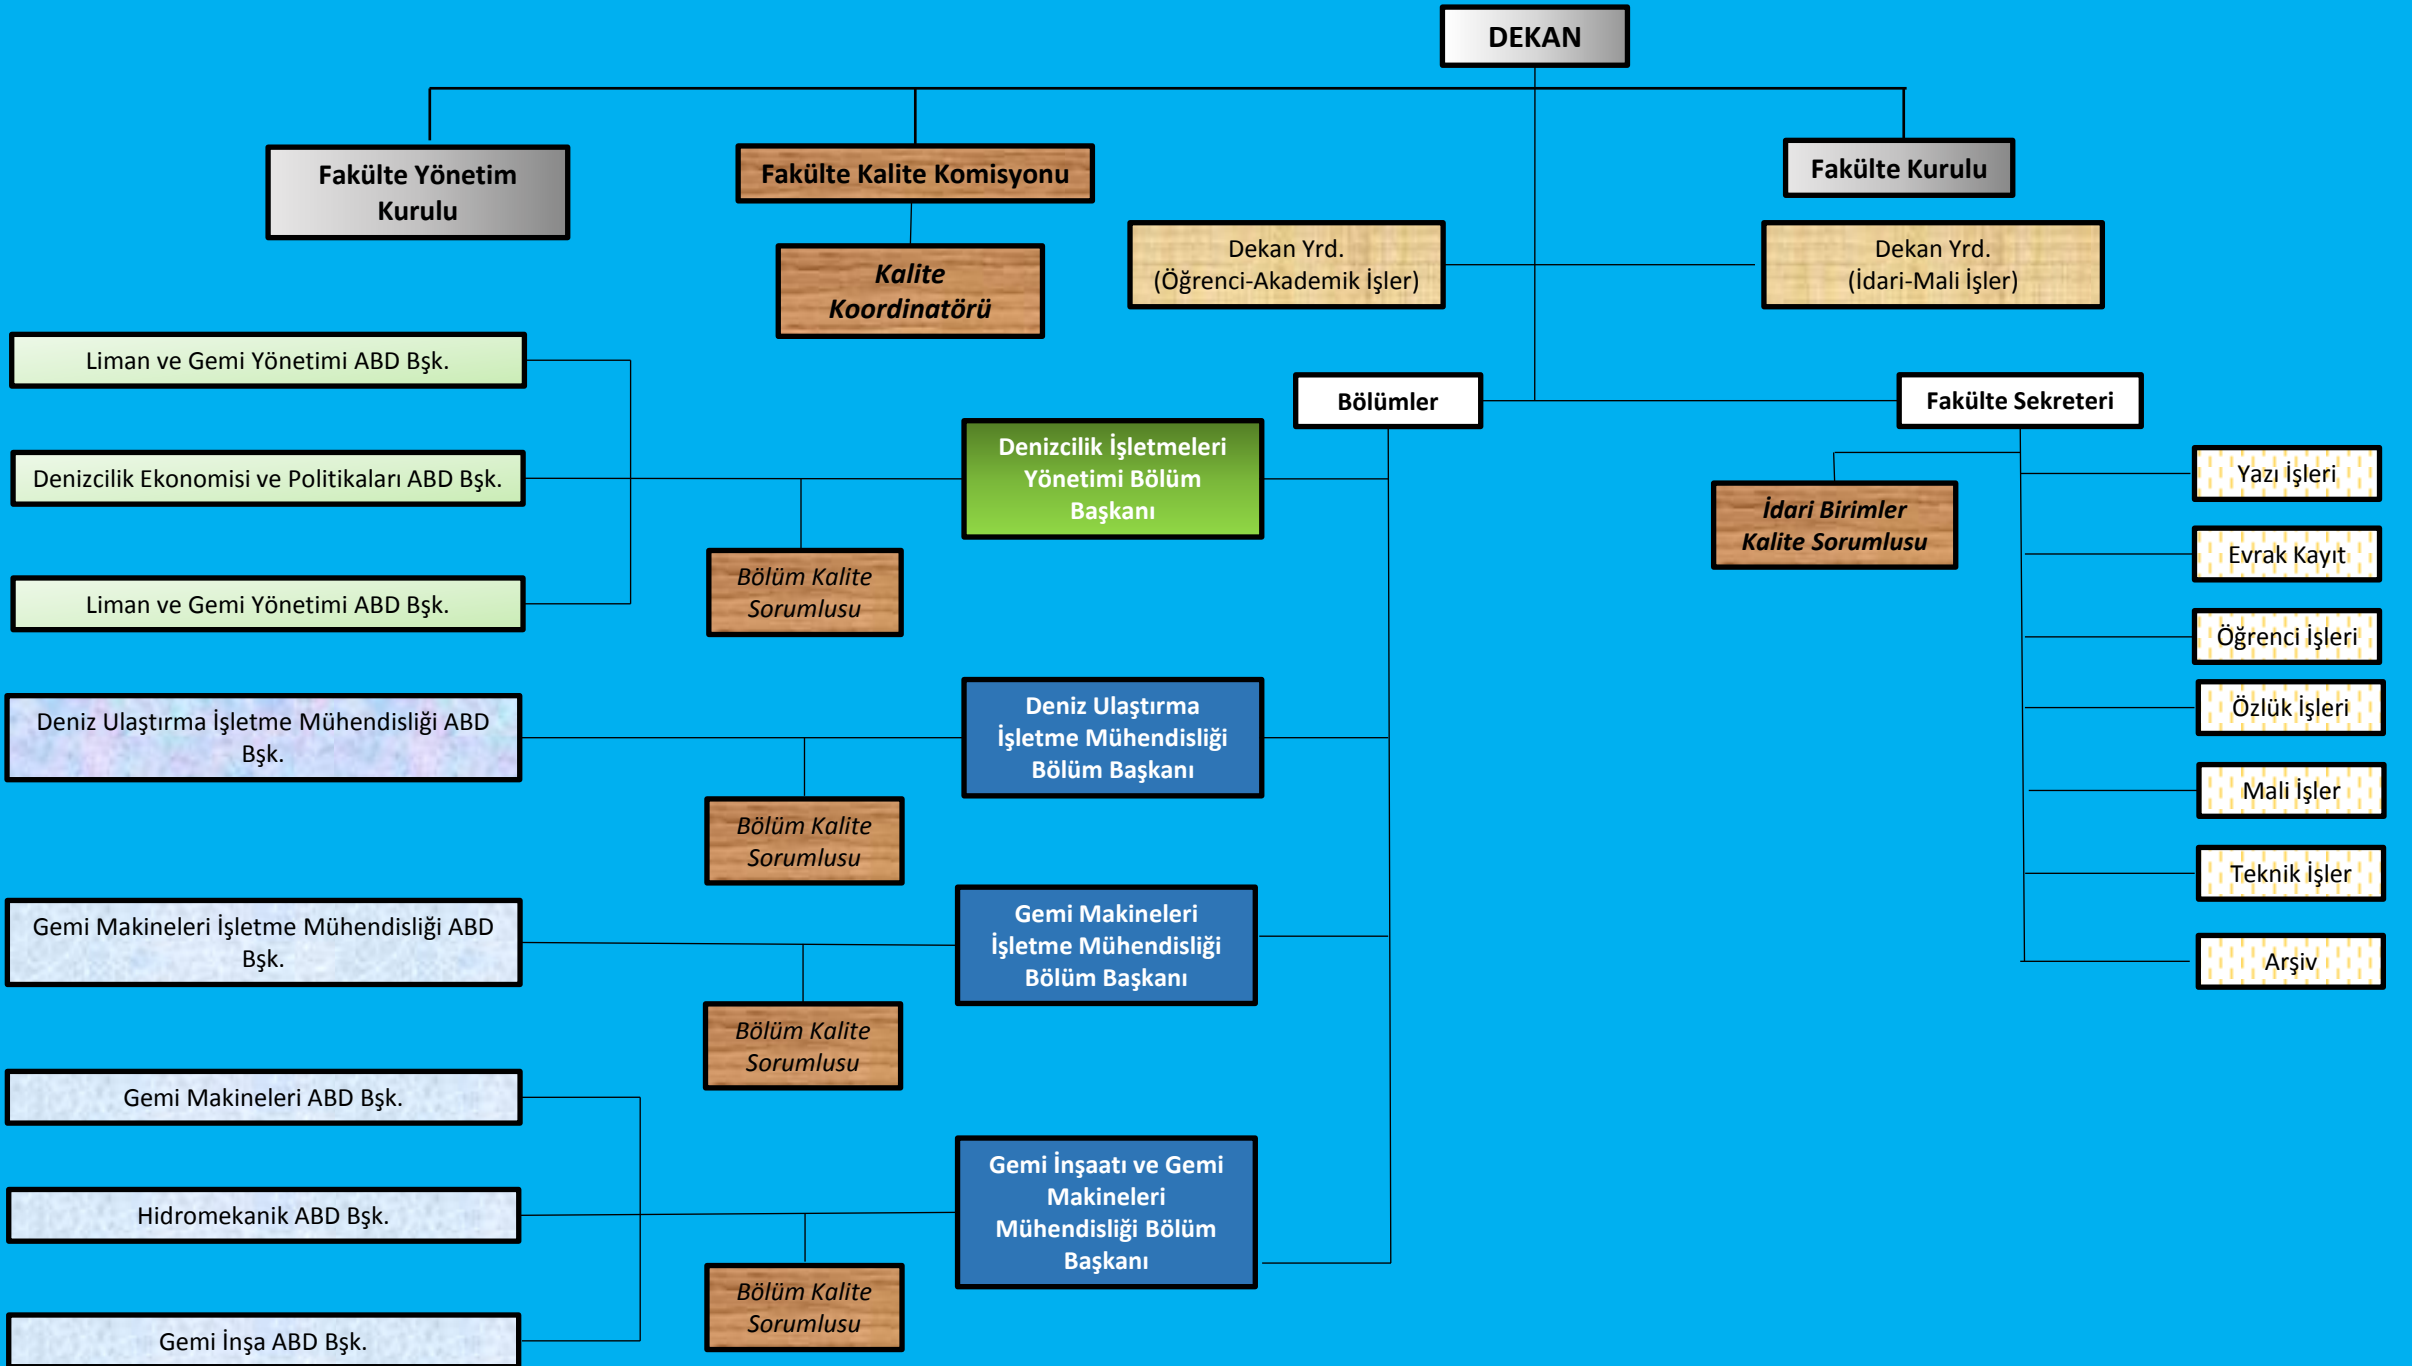 DEKAN
Fakülte Yönetim
Kurulu
Fakülte Kalite Komisyonu
Fakülte Kurulu
Kalite
Koordinatörü
Dekan Yrd.
(Öğrenci-Akademik İşler)
Dekan Yrd.
(İdari-Mali İşler)
Liman ve Gemi Yönetimi ABD Bşk.
Denizcilik Ekonomisi ve Politikaları ABD Bşk.
Liman ve Gemi Yönetimi ABD Bşk.
Bölümler
Fakülte Sekreteri
Denizcilik İşletmeleri
Yönetimi Bölüm
Başkanı
Bölüm Kalite
Sorumlusu
İdari Birimler
Kalite Sorumlusu
Yazı İşleri
Evrak Kayıt
Öğrenci İşleri
Özlük İşleri
Mali İşler
Teknik İşler
Arşiv
Deniz Ulaştırma İşletme Mühendisliği ABD
Bşk.
Deniz Ulaştırma
İşletme Mühendisliği
Bölüm Başkanı
Bölüm Kalite
Sorumlusu
Gemi Makineleri İşletme Mühendisliği ABD
Bşk.
Gemi Makineleri
İşletme Mühendisliği
Bölüm Başkanı
Bölüm Kalite
Sorumlusu
Gemi Makineleri ABD Bşk.
Hidromekanik ABD Bşk.
Gemi İnşa ABD Bşk.
Gemi İnşaatı ve Gemi
Makineleri
Mühendisliği Bölüm
Başkanı
Bölüm Kalite
Sorumlusu